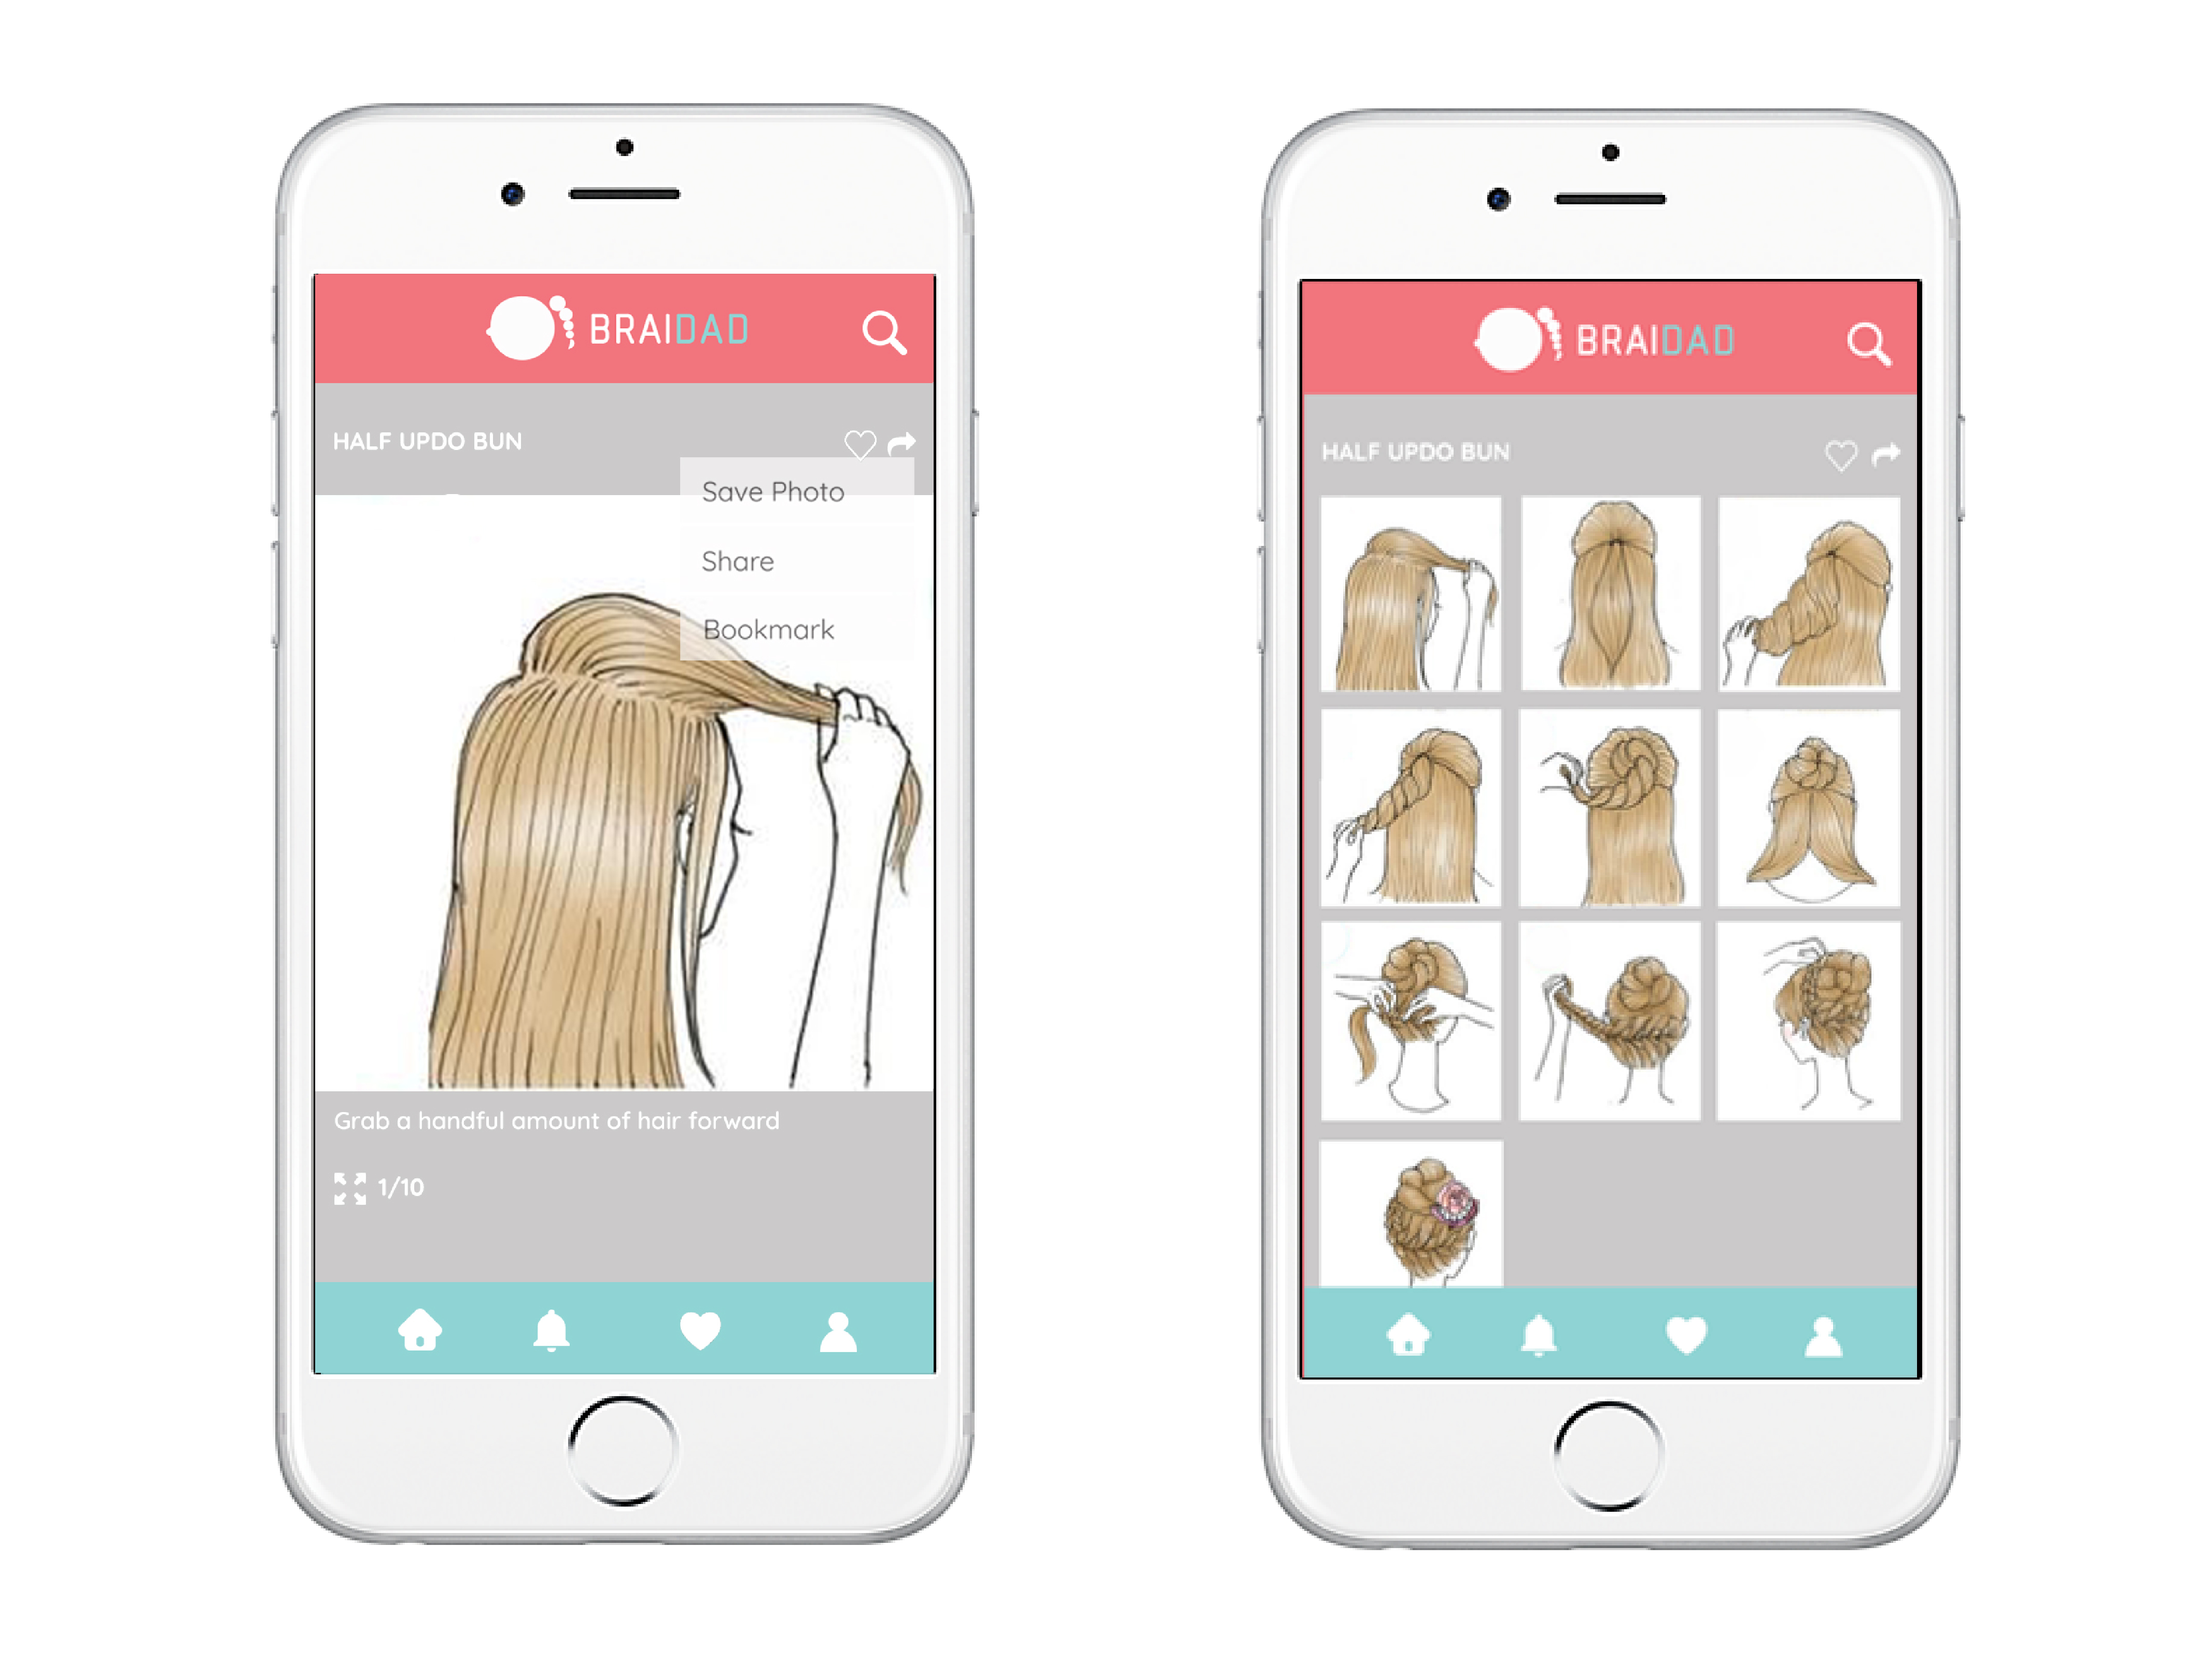 BRAIDAD
HALF UPDO BUN
Save Photo
Share
Bookmark
Grab a handful amount of hair forward
1/10
BRAIDAD
HALF UPDO BUN